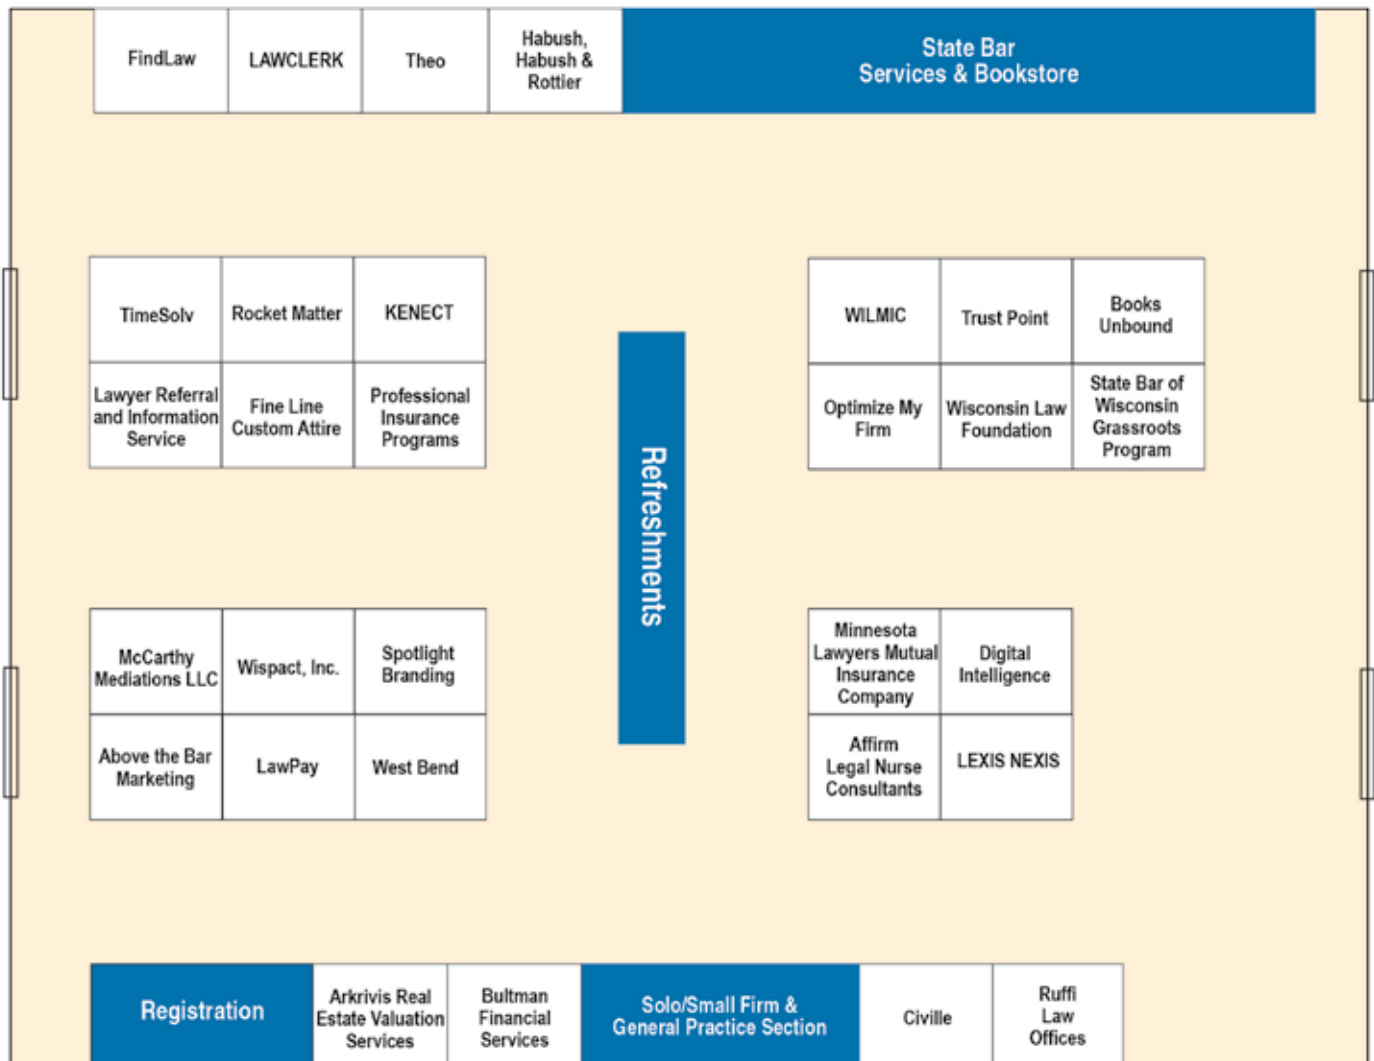 FindLaw
LAWCLERK
Theo
Habush,
Habush &
Rottier
State Bar
Services & Bookstore
TimeSolv
Rocket Matter
KENECT
Lawyer Referral
and Information
Service
Fine Line
Custom Attire
Professional
Insurance
Programs
WILMIC
Trust Point
Books
Unbound
Optimize My
Firm
Wisconsin Law
Foundation
State Bar of
Wisconsin
Grassroots
Program
Refreshments
McCarthy
Mediations LLC
Wispact, Inc.
Spotlight
Branding
Above the Bar
Marketing
LawPay
West Bend
Minnesota
Lawyers Mutual
Insurance
Company
Digital
Intelligence
Affirm
Legal Nurse
Consultants
LEXIS NEXIS
Registration
Arkrivis Real
Estate Valuation
Services
Bultman
Financial
Services
Solo/Small Firm &
General Practice Section
Civille
Ruffi
Law
Offices